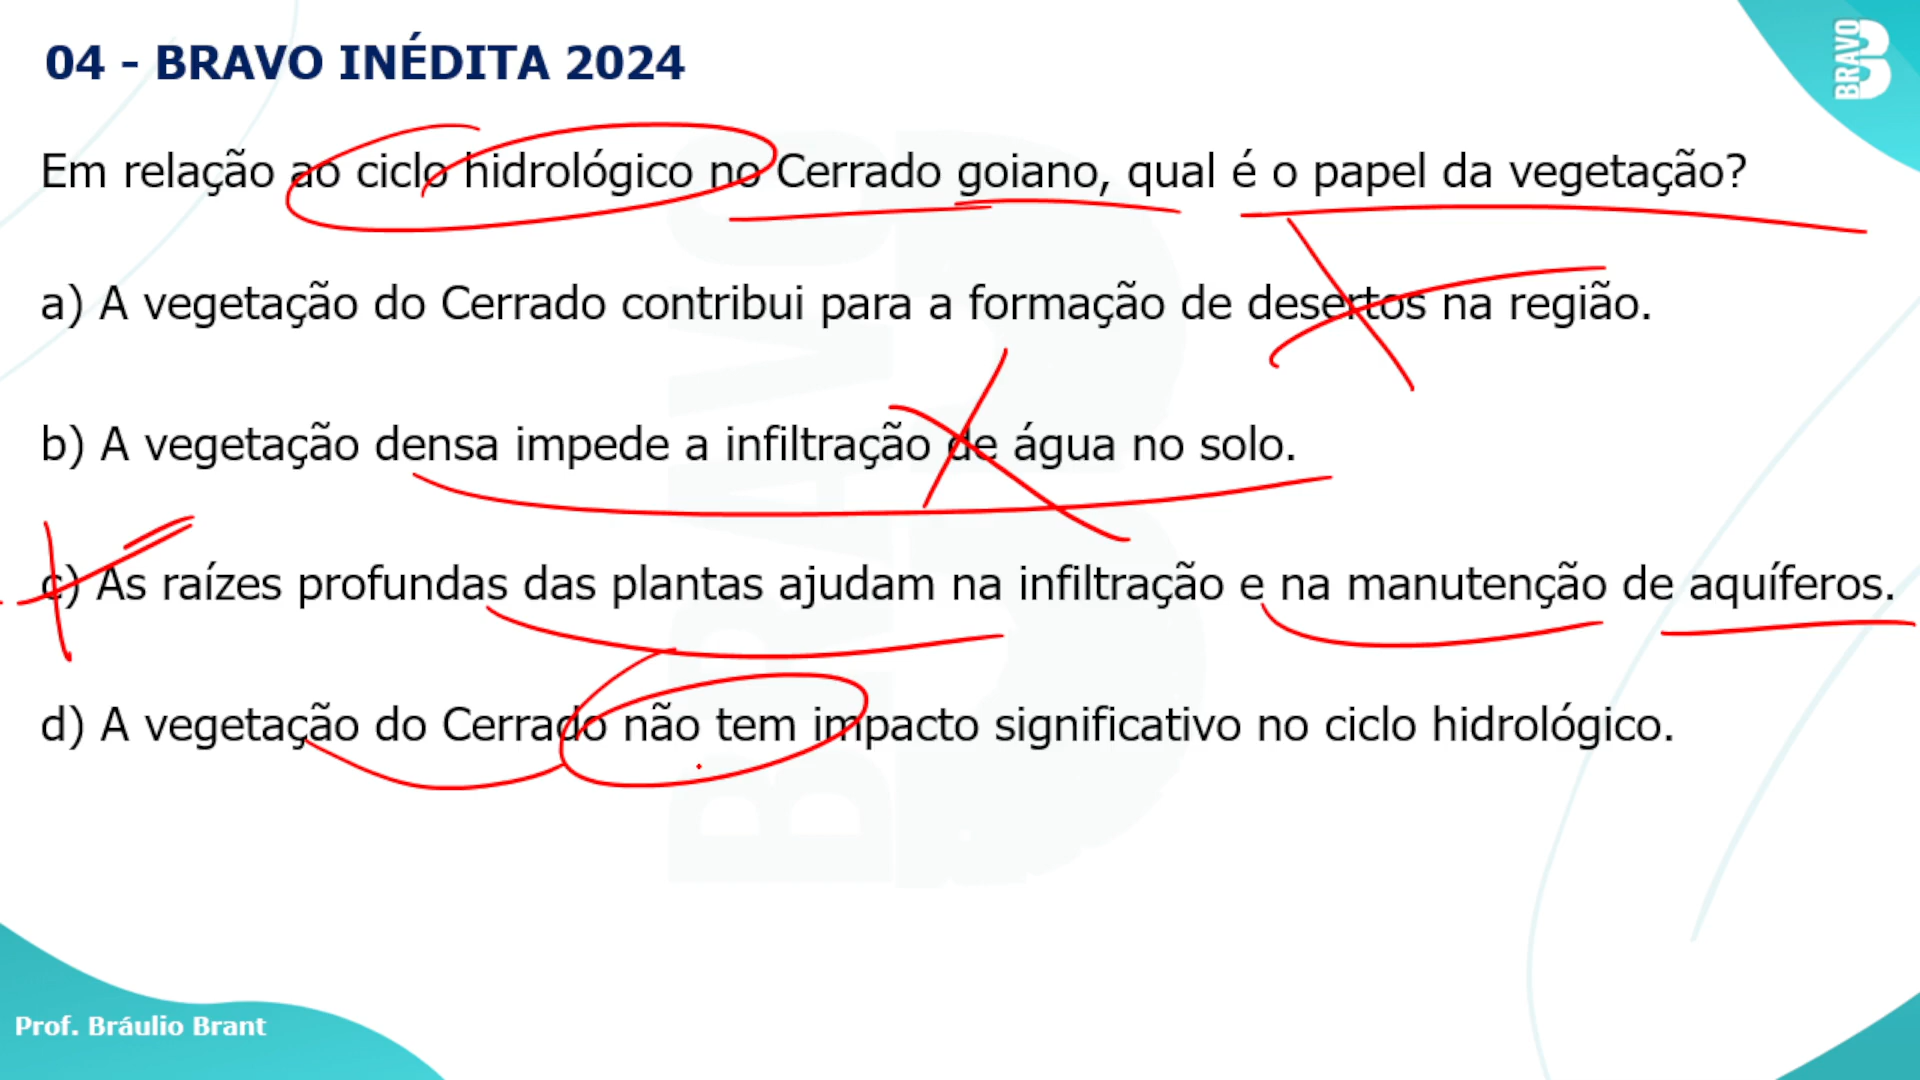 04 - BRAVO INÉDITA 2024
BRAVO
Em relação ao ciclo hidrológico no Cerrado goiano, qual é o papel da vegetação?
a) A vegetação do Cerrado contribui para a formação de desertos na região.
b) A vegetação densa impede a infiltração de água no solo.
c) As raízes profundas das plantas ajudam na infiltração e na manutenção de aquíferos.
d) A vegetação do Cerrado não tem impacto significativo no ciclo hidrológico.
BRAVO
Prof. Bráulio Brant